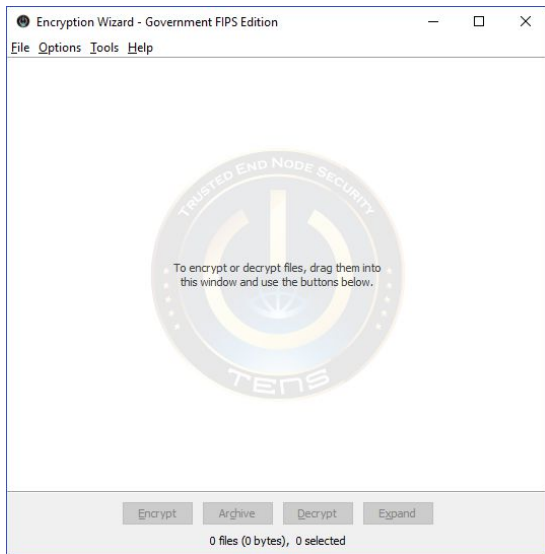 Encryption Wizard - Government FIPS Edition
File Options Tools Help
TRUSTED END NODE SECURITY
To encrypt or decrypt files, drag them into
this window and use the buttons below.
TENS
Encrypt Archive Decrypt Expand
0 files (0 bytes), 0 selected